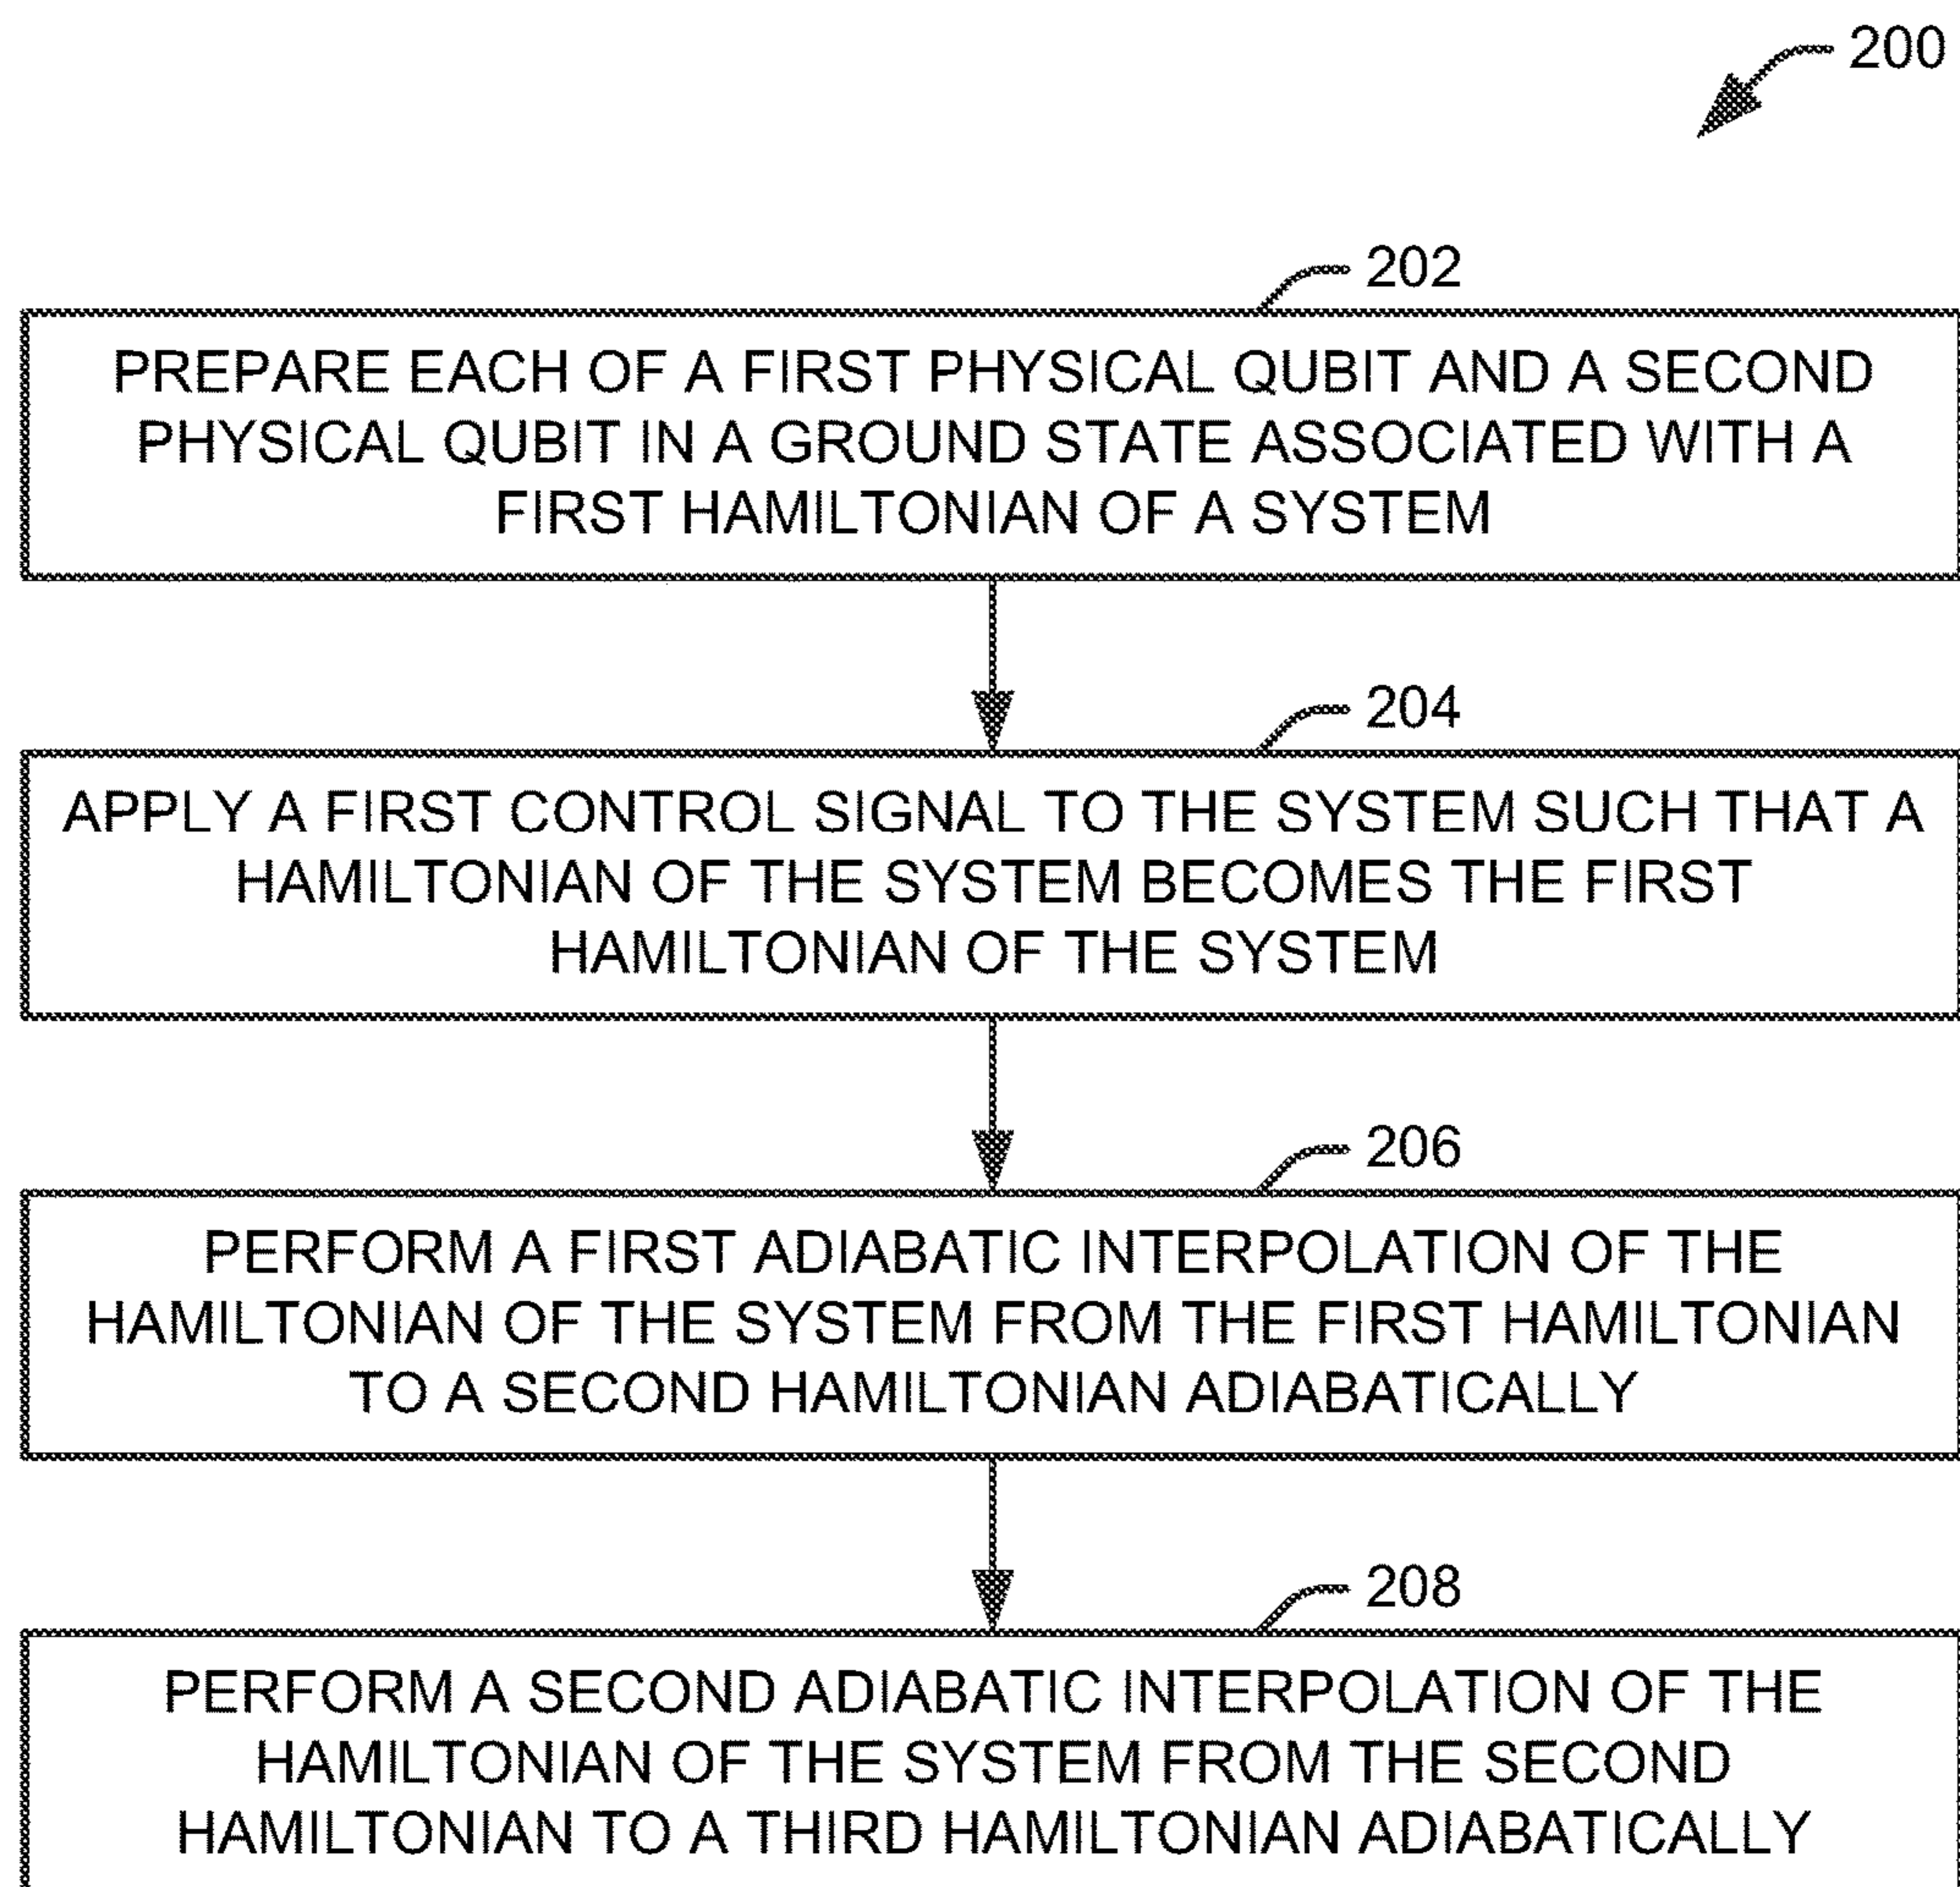 200
202
PREPARE EACH OF A FIRST PHYSICAL QUBIT AND A SECOND
PHYSICAL QUBIT IN A GROUND STATE ASSOCIATED WITH A
FIRST HAMILTONIAN OF A SYSTEM
204
APPLY A FIRST CONTROL SIGNAL TO THE SYSTEM SUCH THAT A
HAMILTONIAN OF THE SYSTEM BECOMES THE FIRST
HAMILTONIAN OF THE SYSTEM
206
PERFORM A FIRST ADIABATIC INTERPOLATION OF THE
HAMILTONIAN OF THE SYSTEM FROM THE FIRST HAMILTONIAN
TO A SECOND HAMILTONIAN ADIABATICALLY
208
PERFORM A SECOND ADIABATIC INTERPOLATION OF THE
HAMILTONIAN OF THE SYSTEM FROM THE SECOND
HAMILTONIAN TO A THIRD HAMILTONIAN ADIABATICALLY